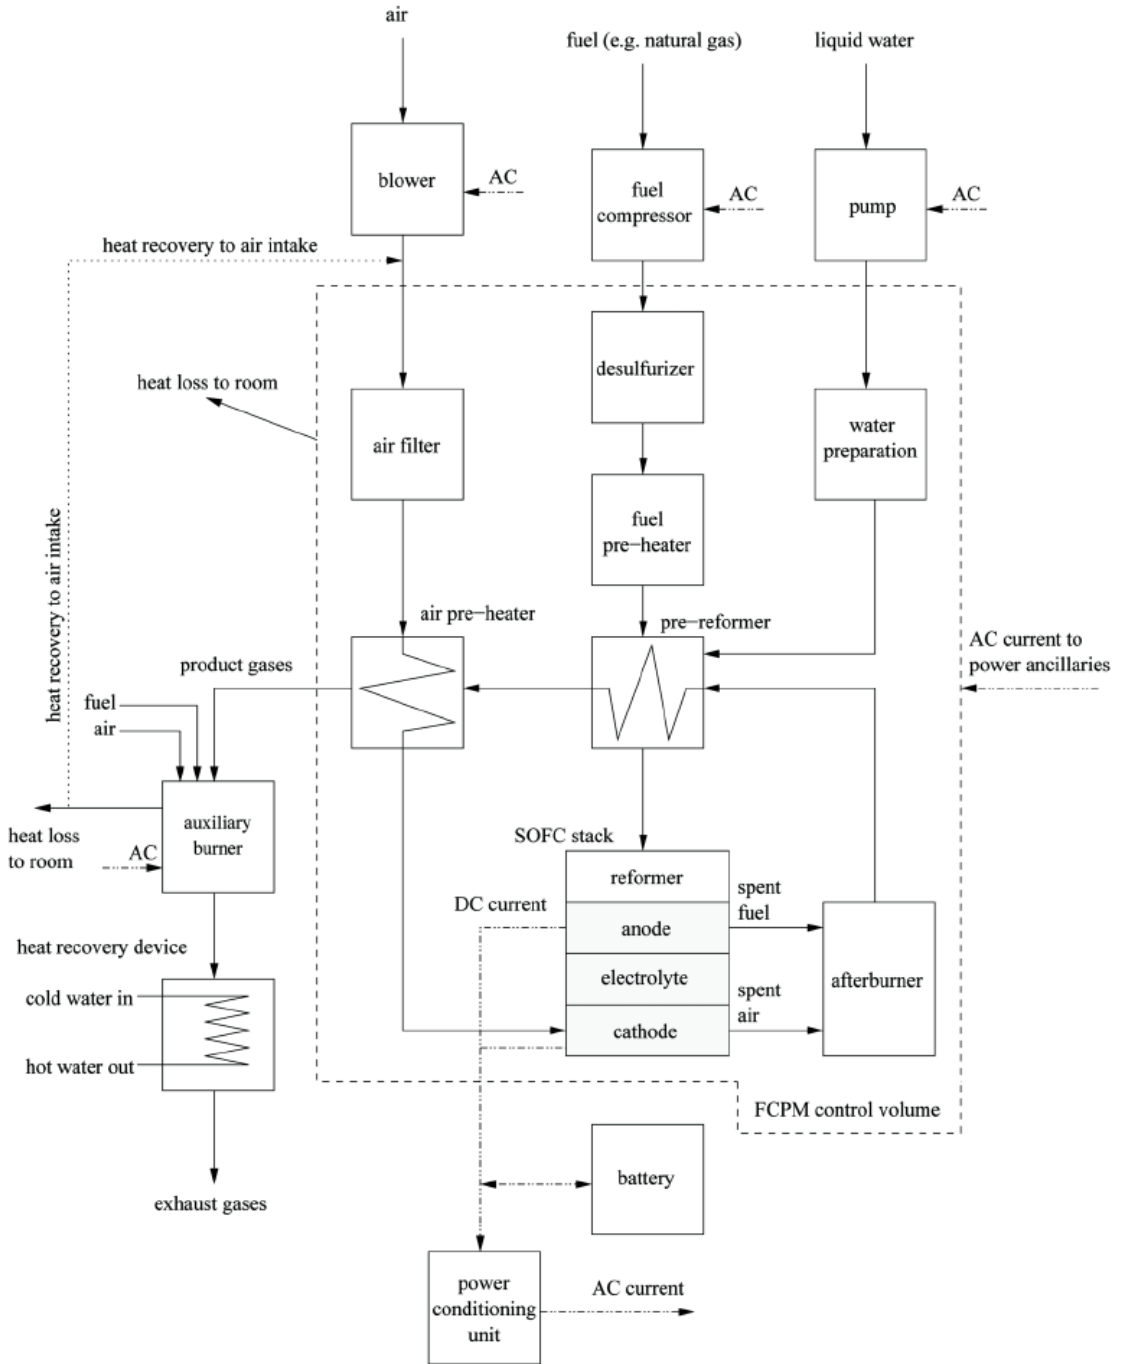 air
fuel (e.g. natural gas)
liquid water
blower
AC
fuel
compressor
AC
pump
AC
heat recovery to air intake
heat loss to room
desulfurizer
air filter
water
preparation
heat recovery to air intake
fuel
pre-heater
air pre-heater
pre-reformer
AC current to
power ancillaries
product gases
fuel
air
auxiliary
burner
heat loss
to room
AC
SOFC stack
reformer
DC current
anode
spent
fuel
electrolyte
afterburner
cathode
spent
air
heat recovery device
cold water in
hot water out
FCPM control volume
battery
exhaust gases
power
conditioning
unit
AC current